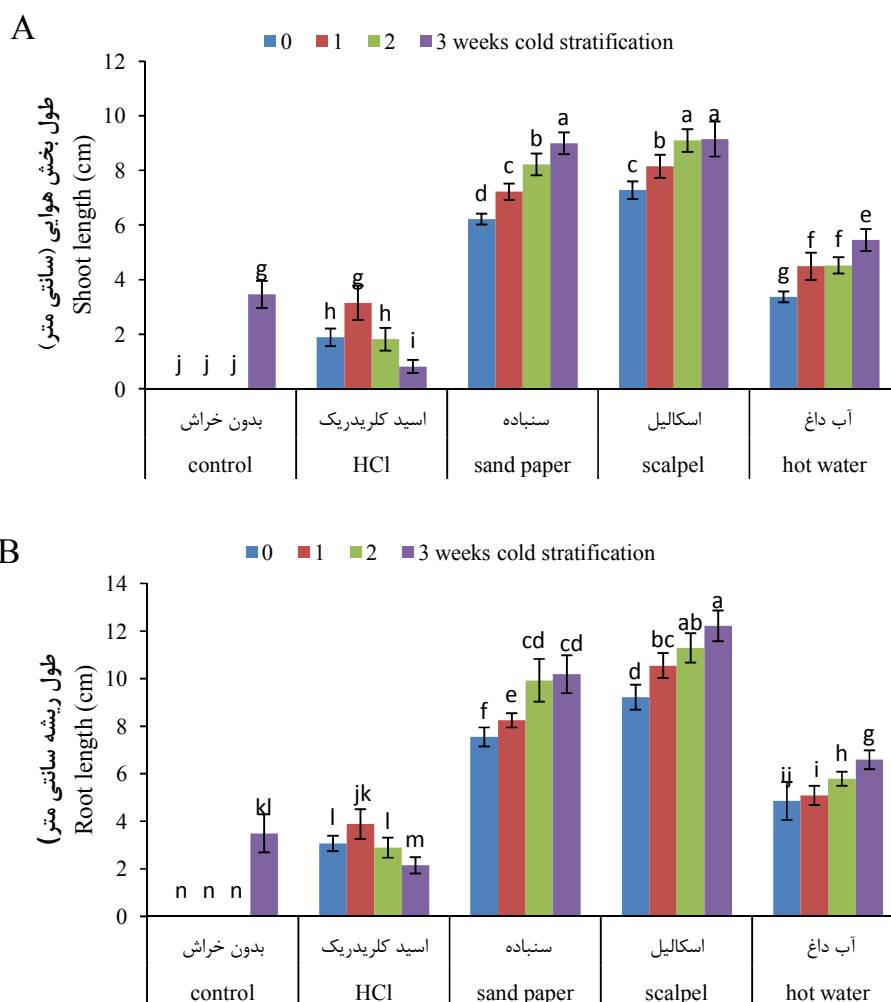 A
0 1 2 3 weeks cold stratification
طول بخش هوایی (سانتی متر)
Shoot length (cm)
12
10
8
6
4
2
0
j j j g
h g h i
d c b a
c b a a
g f f e
بدون خراش اسید کلریدریک سنباده اسکالپل آب داغ
control HCl sand paper scalpel hot water
B
0 1 2 3 weeks cold stratification
طول ریشه سانتی متر)
Root length (cm)
14
12
10
8
6
4
2
0
n n n kl
l jk l m
f e cd cd
d bc ab a
ij i h g
بدون خراش اسید کلریدریک سنباده اسکالپل آب داغ
control HCl sand paper scalpel hot water